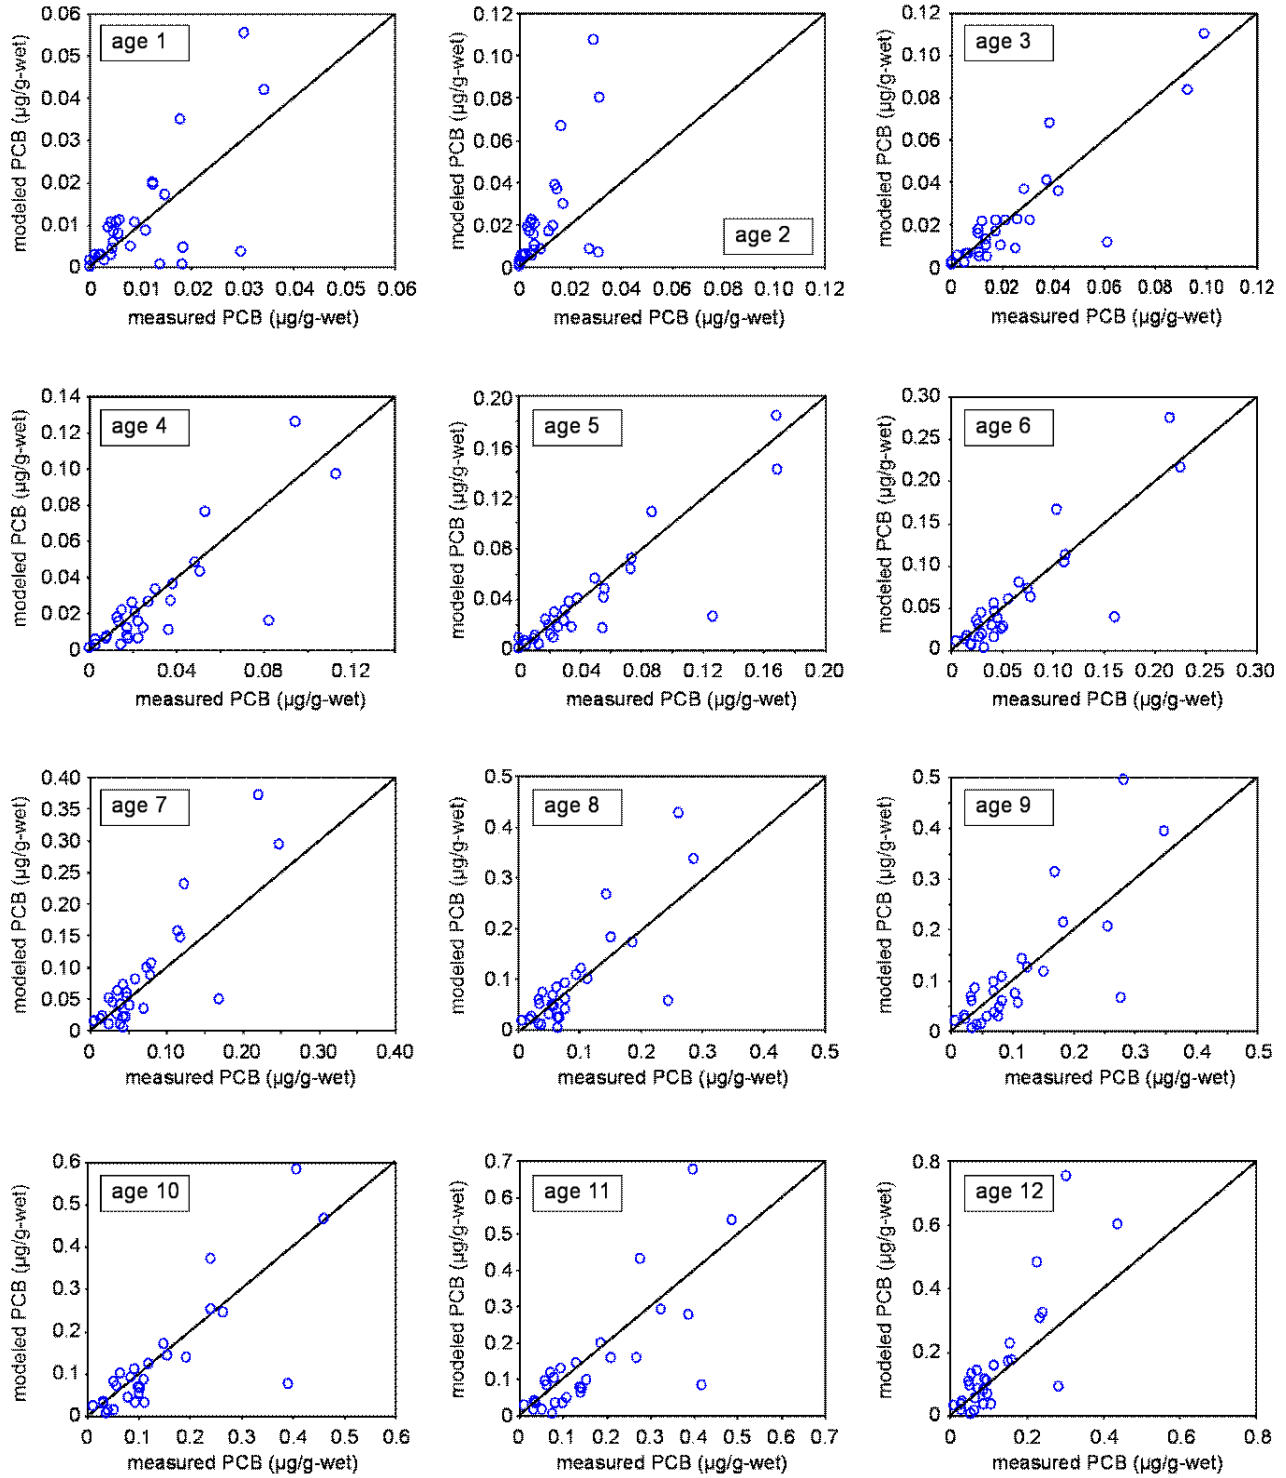 age 1
modeled PCB (µg/g-wet)
0.06
0.05
0.04
0.03
0.02
0.01
0
0 0.01 0.02 0.03 0.04 0.05 0.06
measured PCB (µg/g-wet)
age 2
modeled PCB (µg/g-wet)
0.12
0.10
0.08
0.06
0.04
0.02
0
0 0.02 0.04 0.06 0.08 0.10 0.12
measured PCB (µg/g-wet)
age 3
modeled PCB (µg/g-wet)
0.12
0.10
0.08
0.06
0.04
0.02
0
0 0.02 0.04 0.06 0.08 0.10 0.12
measured PCB (µg/g-wet)
age 4
modeled PCB (µg/g-wet)
0.14
0.12
0.10
0.08
0.06
0.04
0.02
0
0 0.04 0.08 0.12
measured PCB (µg/g-wet)
age 5
modeled PCB (µg/g-wet)
0.20
0.16
0.12
0.08
0.04
0
0 0.04 0.08 0.12 0.16 0.20
measured PCB (µg/g-wet)
age 6
modeled PCB (µg/g-wet)
0.30
0.25
0.20
0.15
0.10
0.05
0
0 0.05 0.10 0.15 0.20 0.25 0.30
measured PCB (µg/g-wet)
age 7
modeled PCB (µg/g-wet)
0.40
0.35
0.30
0.25
0.20
0.15
0.10
0.05
0
0 0.10 0.20 0.30 0.40
measured PCB (µg/g-wet)
age 8
modeled PCB (µg/g-wet)
0.5
0.4
0.3
0.2
0.1
0
0 0.1 0.2 0.3 0.4 0.5
measured PCB (µg/g-wet)
age 9
modeled PCB (µg/g-wet)
0.5
0.4
0.3
0.2
0.1
0
0 0.1 0.2 0.3 0.4 0.5
measured PCB (µg/g-wet)
age 10
modeled PCB (µg/g-wet)
0.6
0.5
0.4
0.3
0.2
0.1
0
0 0.1 0.2 0.3 0.4 0.5 0.6
measured PCB (µg/g-wet)
age 11
modeled PCB (µg/g-wet)
0.7
0.6
0.5
0.4
0.3
0.2
0.1
0
0 0.1 0.2 0.3 0.4 0.5 0.6 0.7
measured PCB (µg/g-wet)
age 12
modeled PCB (µg/g-wet)
0.8
0.6
0.4
0.2
0
0 0.2 0.4 0.6 0.8
measured PCB (µg/g-wet)